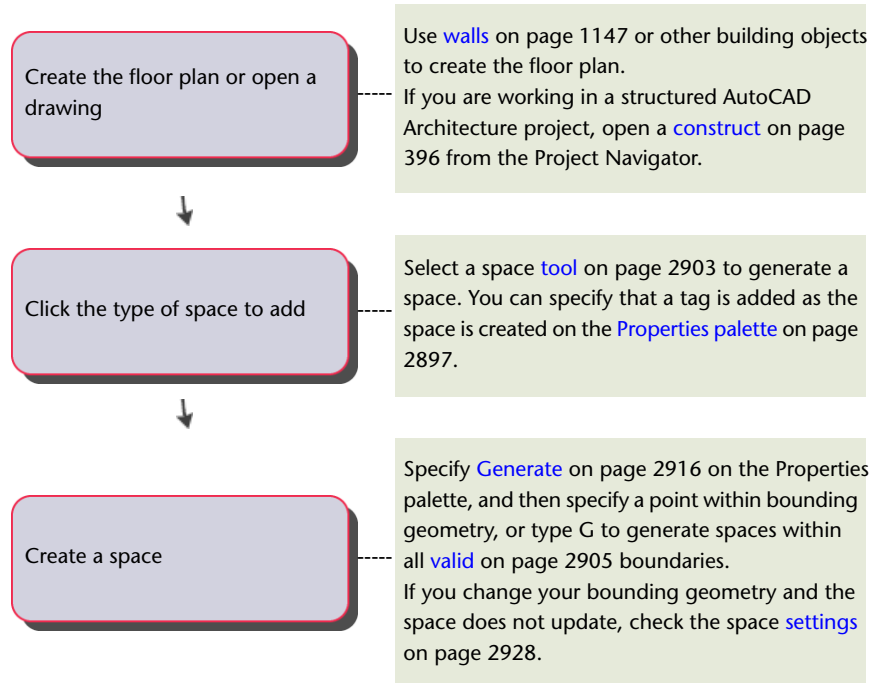 Create the floor plan or open a
drawing
Use walls on page 1147 or other building objects
to create the floor plan.
If you are working in a structured AutoCAD
Architecture project, open a construct on page
396 from the Project Navigator.
Click the type of space to add
Select a space tool on page 2903 to generate a
space. You can specify that a tag is added as the
space is created on the Properties palette on page
2897.
Create a space
Specify Generate on page 2916 on the Properties
palette, and then specify a point within bounding
geometry, or type G to generate spaces within
all valid on page 2905 boundaries.
If you change your bounding geometry and the
space does not update, check the space settings
on page 2928.